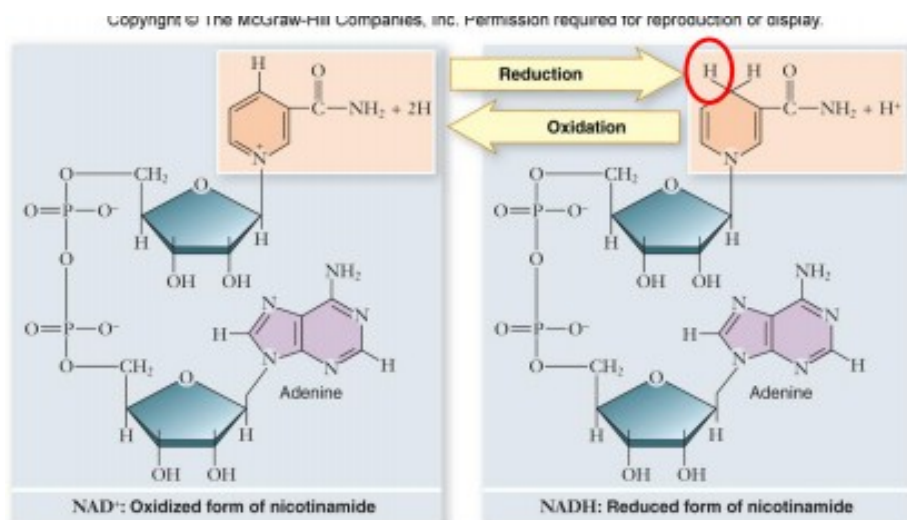 Copyright © The McGraw-Hill Companies, Inc. Permission required for reproduction or display.
H
O
C—NH₂ + 2H
N⁺
Reduction
Oxidation
H H
O
C—NH₂ + H⁺
N
O—CH₂
O
O=P—O⁻
H H
OH OH
O
NH₂
N N
O=P—O⁻
H
N N H
O—CH₂
O
Adenine
H H
OH OH
O—CH₂
O
O=P—O⁻
H H
OH OH
O
NH₂
N N
O=P—O⁻
H
N N H
O—CH₂
O
Adenine
H H
OH OH
NAD⁺: Oxidized form of nicotinamide
NADH: Reduced form of nicotinamide